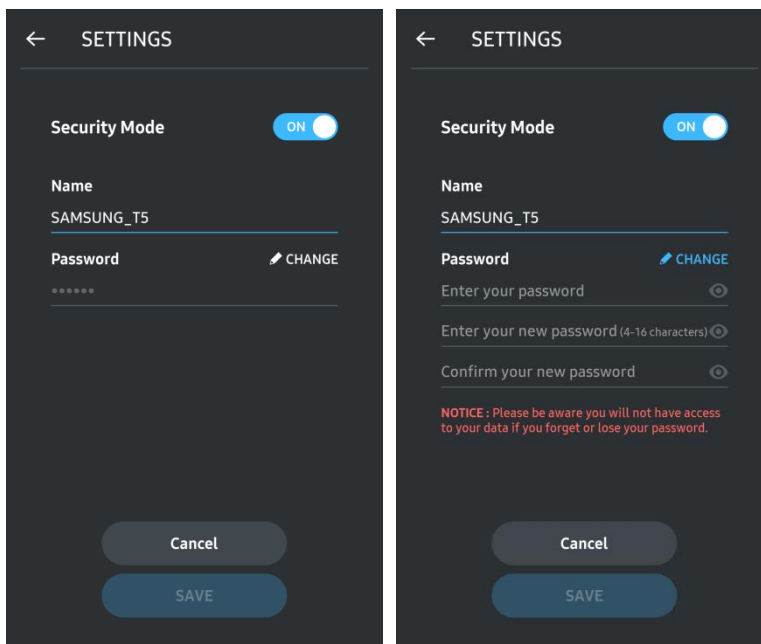 SETTINGS
Security Mode ON
Name
SAMSUNG_T5
Password CHANGE
••••••
Cancel
SAVE
SETTINGS
Security Mode ON
Name
SAMSUNG_T5
Password CHANGE
Enter your password
Enter your new password (4-16 characters)
Confirm your new password
NOTICE : Please be aware you will not have access
to your data if you forget or lose your password.
Cancel
SAVE